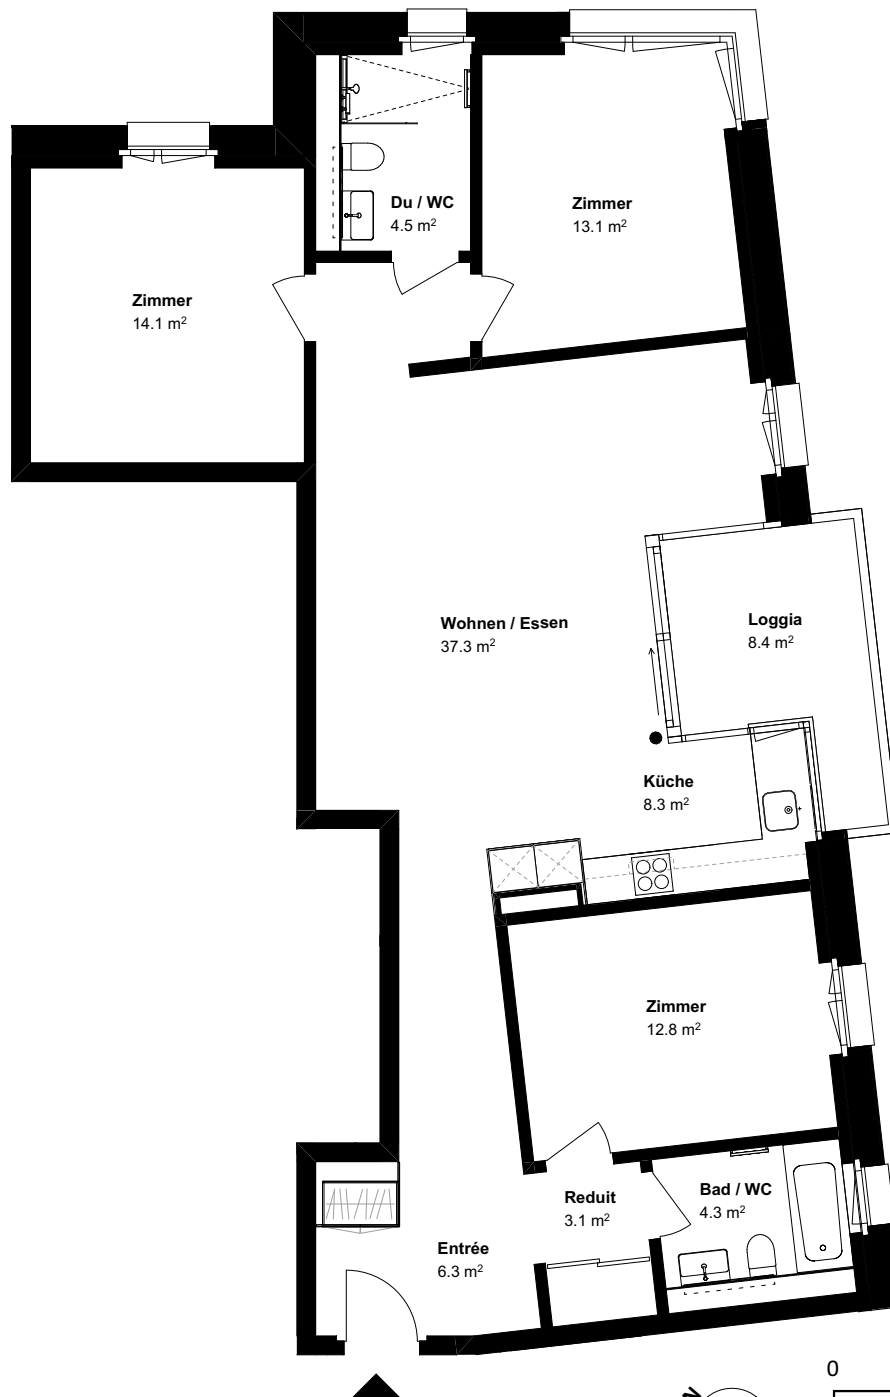 Du / WC
4.5 m²
Zimmer
13.1 m²
Zimmer
14.1 m²
Wohnen / Essen
37.3 m²
Loggia
8.4 m²
Küche
8.3 m²
Zimmer
12.8 m²
Reduit
3.1 m²
Bad / WC
4.3 m²
Entrée
6.3 m²
N
0